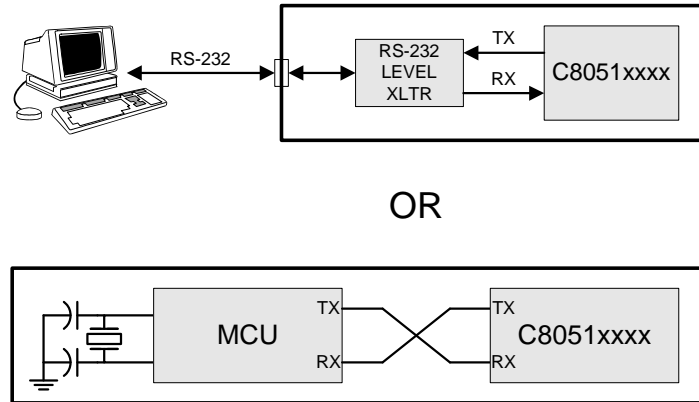 RS-232
RS-232
LEVEL
XLTR
TX
RX
C8051xxxx
OR
MCU
TX
RX
TX
RX
C8051xxxx